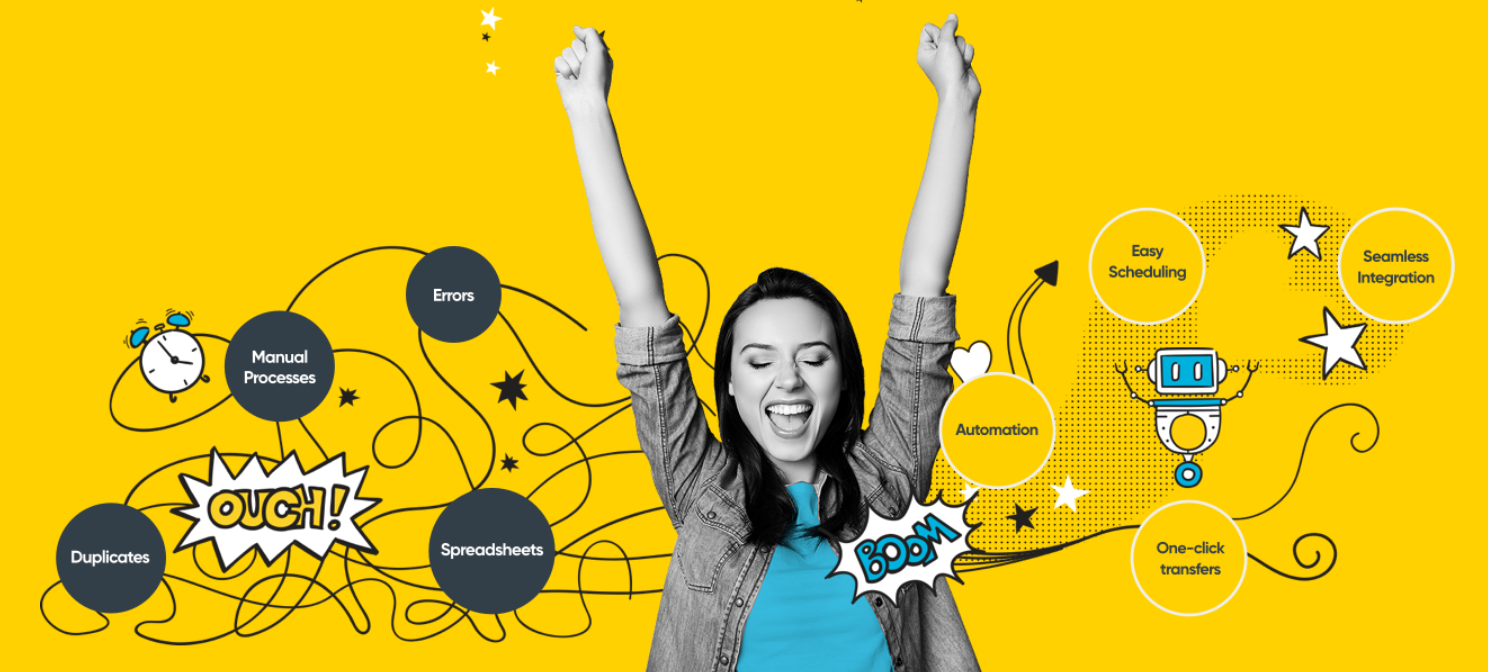 Errors
Manual
Processes
OUCH!
Duplicates
Spreadsheets
Easy
Scheduling
Seamless
Integration
Automation
BOOM
One-click
transfers